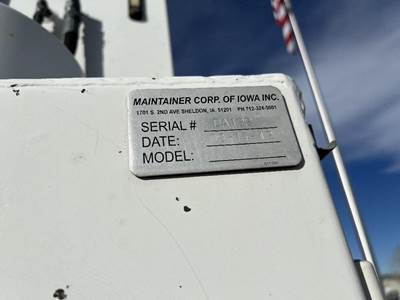 MAINTAINER CORP. OF IOWA INC.
1701 S. 2ND AVE SHELDON, IA. 51201 PH 712-324-5001
SERIAL #
DATE:
MODEL: